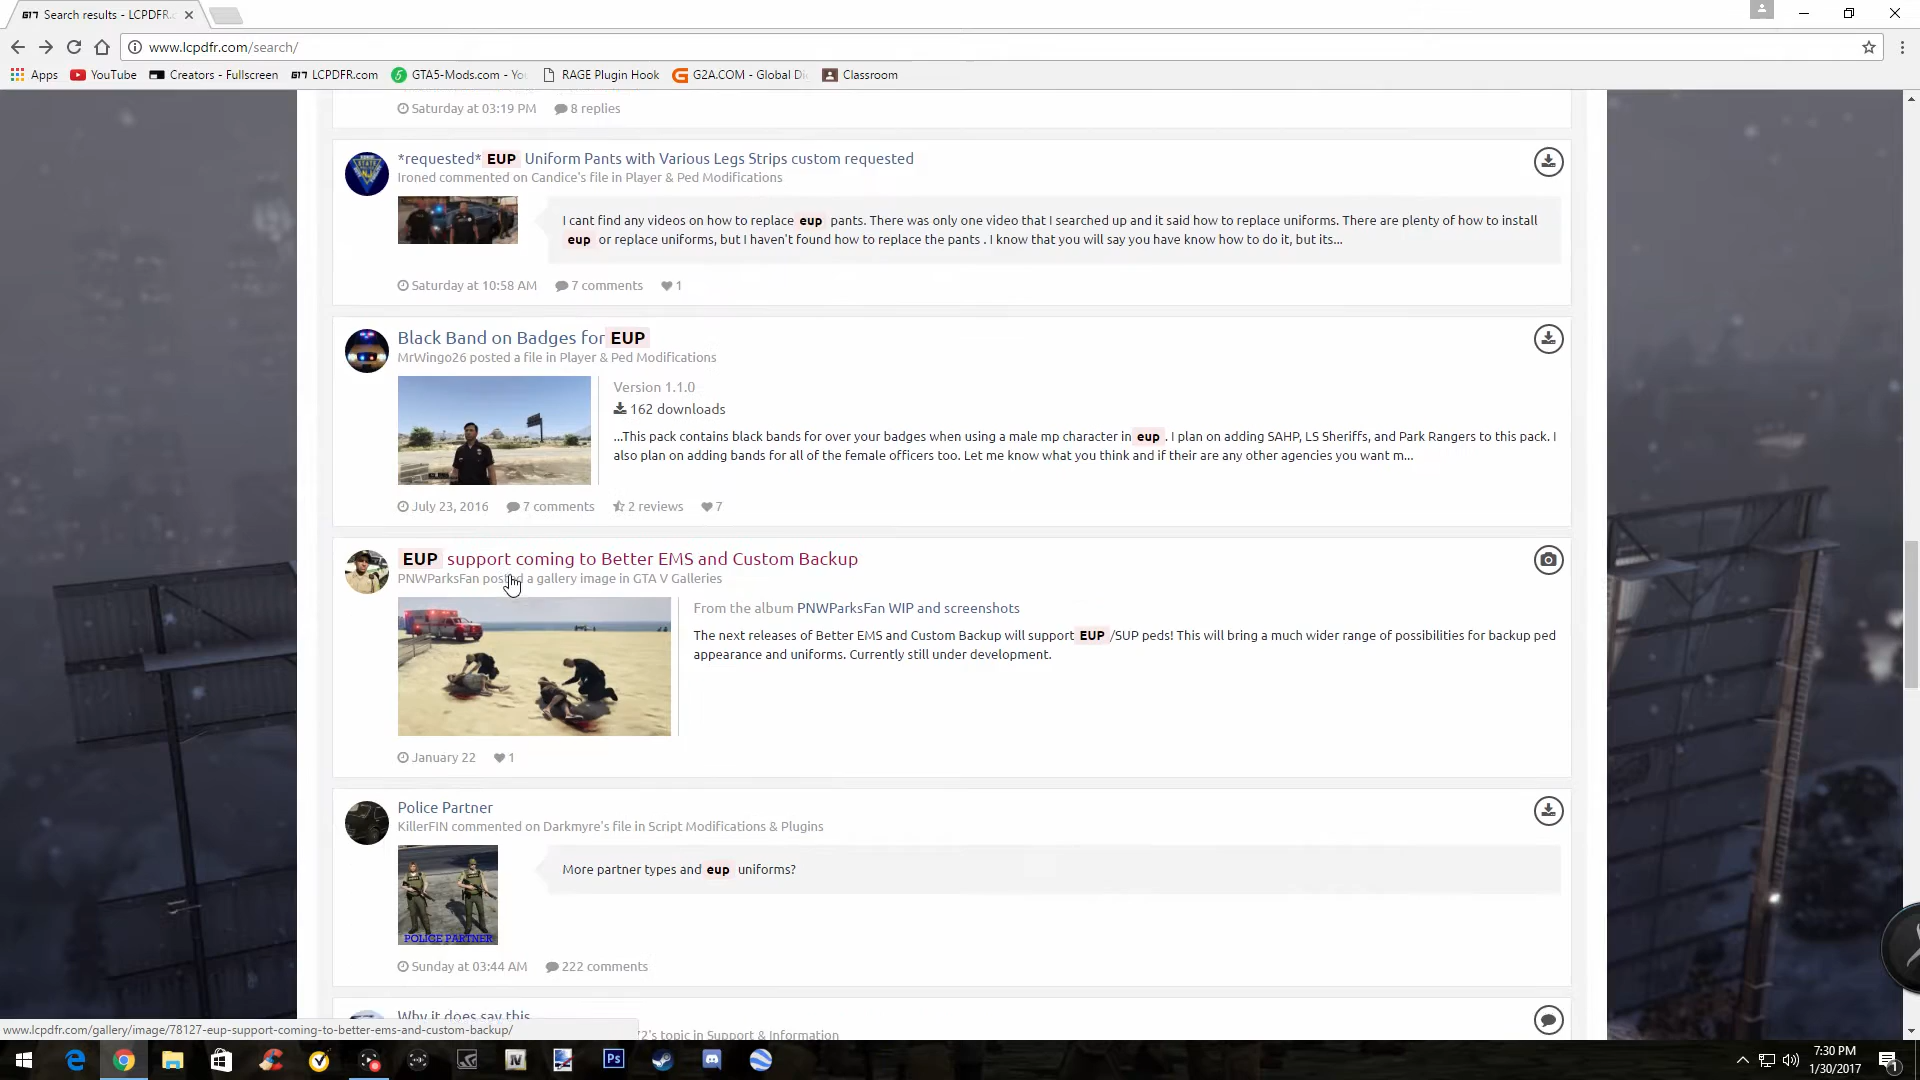 G17 Search results - LCPDFR.c
www.lcpdfr.com/search/
Apps YouTube Creators - Fullscreen G17 LCPDFR.com GTA5-Mods.com - Yo RAGE Plugin Hook G2A.COM - Global Di Classroom
Saturday at 03:19 PM 8 replies
*requested* EUP Uniform Pants with Various Legs Strips custom requested
Ironed commented on Candice's file in Player & Ped Modifications
I cant find any videos on how to replace eup pants. There was only one video that I searched up and it said how to replace uniforms. There are plenty of how to install
eup or replace uniforms, but I haven't found how to replace the pants . I know that you will say you have know how to do it, but its...
Saturday at 10:58 AM 7 comments 1
Black Band on Badges for EUP
MrWingo26 posted a file in Player & Ped Modifications
Version 1.1.0
162 downloads
...This pack contains black bands for over your badges when using a male mp character in eup . I plan on adding SAHP, LS Sheriffs, and Park Rangers to this pack. I
also plan on adding bands for all of the female officers too. Let me know what you think and if their are any other agencies you want m...
July 23, 2016 7 comments 2 reviews 7
EUP support coming to Better EMS and Custom Backup
PNWParksFan posted a gallery image in GTA V Galleries
From the album PNWParksFan WIP and screenshots
The next releases of Better EMS and Custom Backup will support EUP /SUP peds! This will bring a much wider range of possibilities for backup ped
appearance and uniforms. Currently still under development.
January 22 1
Police Partner
KillerFIN commented on Darkmyre's file in Script Modifications & Plugins
More partner types and eup uniforms?
POLICE PARTNER
Sunday at 03:44 AM 222 comments
Why it does say this
72's topic in Support & Information
www.lcpdfr.com/gallery/image/78127-eup-support-coming-to-better-ems-and-custom-backup/
IV
Ps
7:30 PM
1/30/2017
1